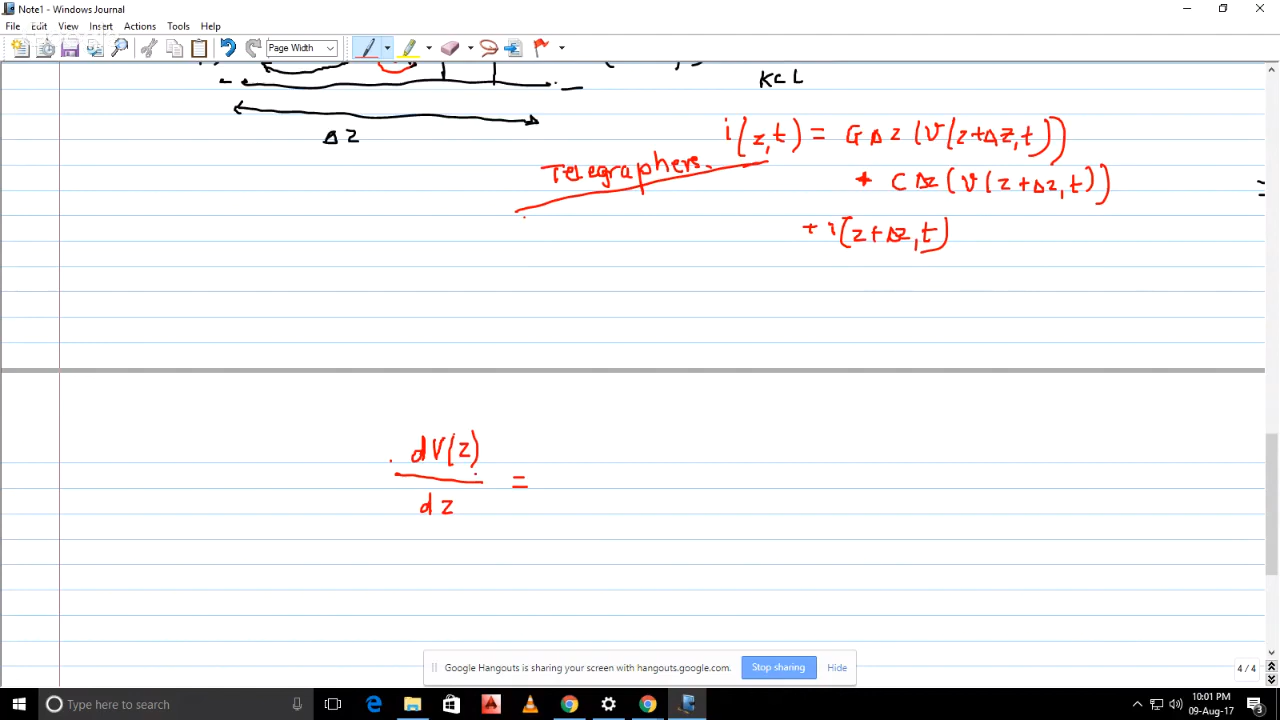 Note1 - Windows Journal
File Edit View Insert Actions Tools Help
Page Width
KCL
ΔZ
i(z,t) = GΔz(V(z+Δz,t))
Telegraphers.
+ CΔz(V(z+Δz,t))
+ i(z+Δz,t)
dV(z)
=
dz
Google Hangouts is sharing your screen with hangouts.google.com. Stop sharing Hide
4 / 4
Type here to search
10:01 PM
09-Aug-17
3